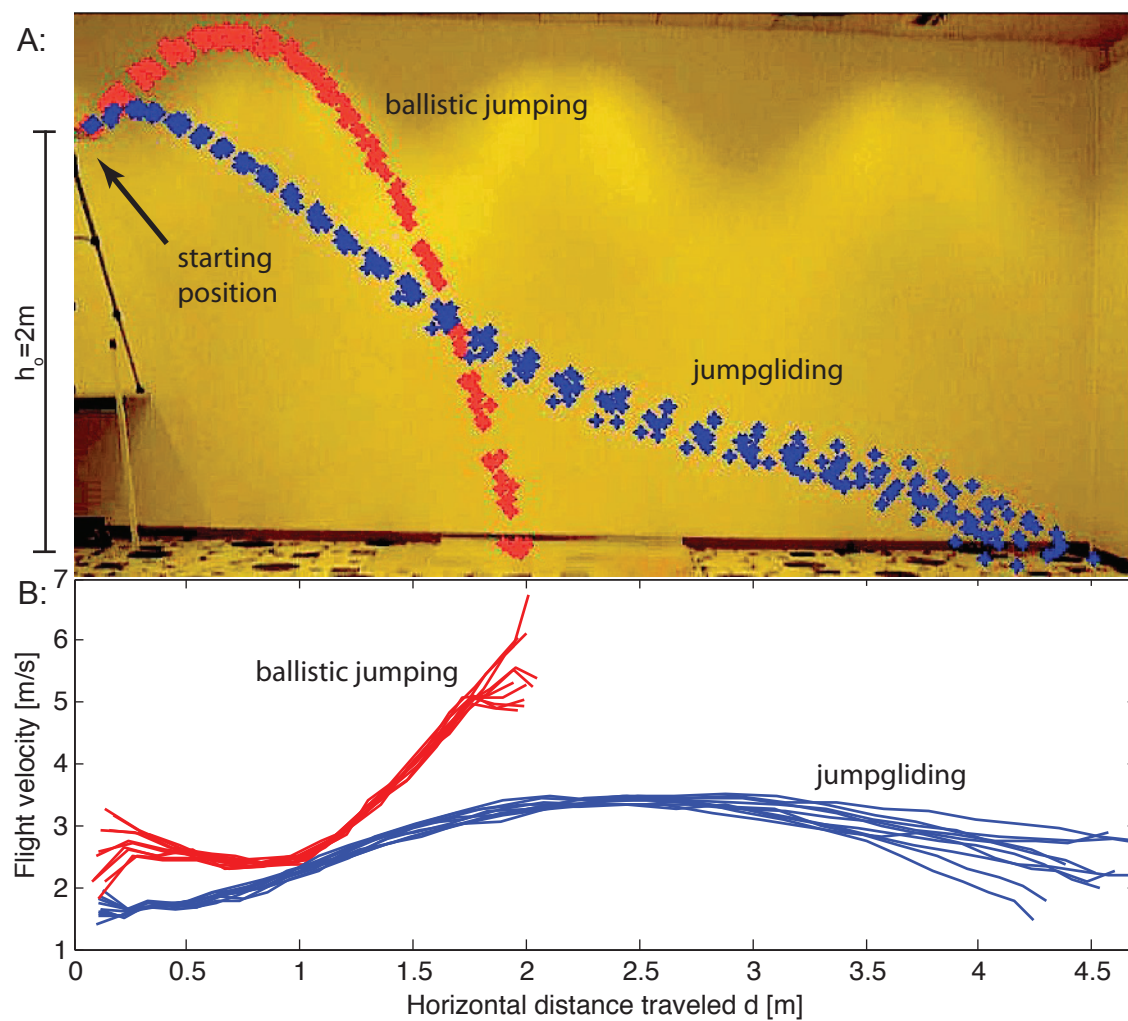 A:
ballistic jumping
starting
position
h₀=2m
jumpgliding
B:
7
6
5
4
3
2
1
Flight velocity [m/s]
ballistic jumping
jumpgliding
0
0.5
1
1.5
2
2.5
3
3.5
4
4.5
Horizontal distance traveled d [m]